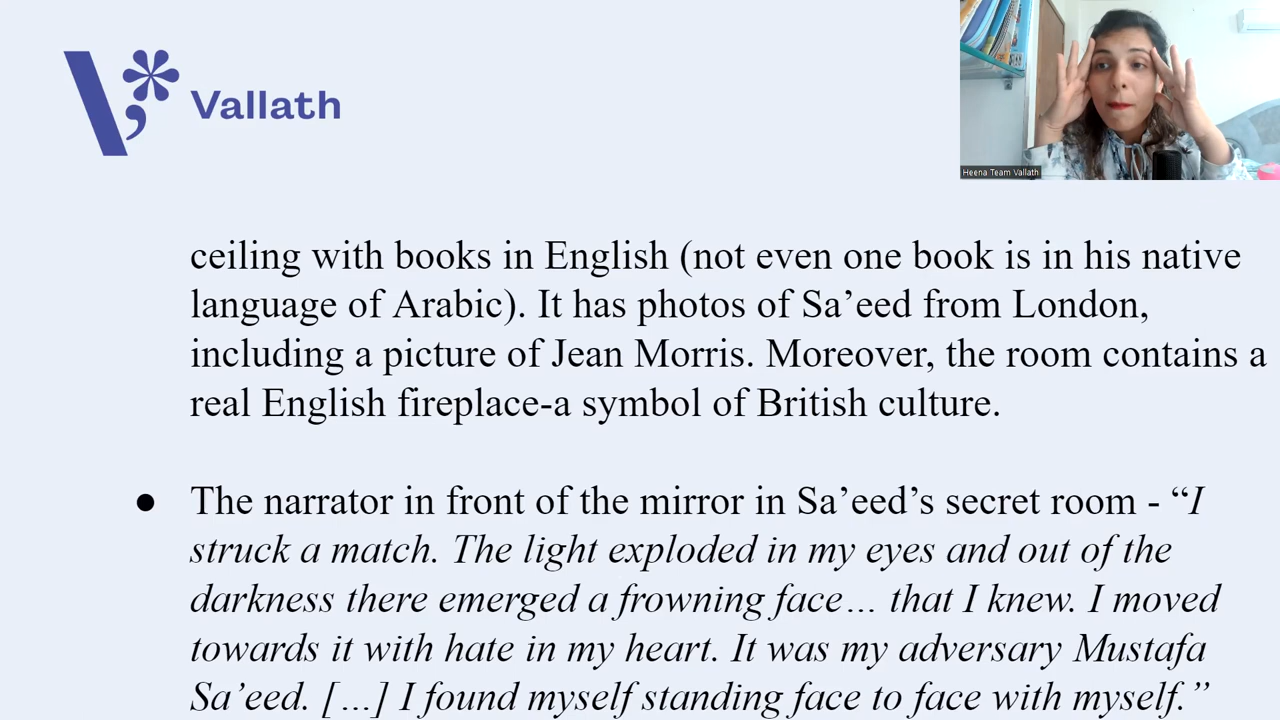 Vallath
Heena Team Vallath
ceiling with books in English (not even one book is in his native
language of Arabic). It has photos of Sa’eed from London,
including a picture of Jean Morris. Moreover, the room contains a
real English fireplace-a symbol of British culture.
● The narrator in front of the mirror in Sa’eed’s secret room - “I
struck a match. The light exploded in my eyes and out of the
darkness there emerged a frowning face… that I knew. I moved
towards it with hate in my heart. It was my adversary Mustafa
Sa’eed. […] I found myself standing face to face with myself.”